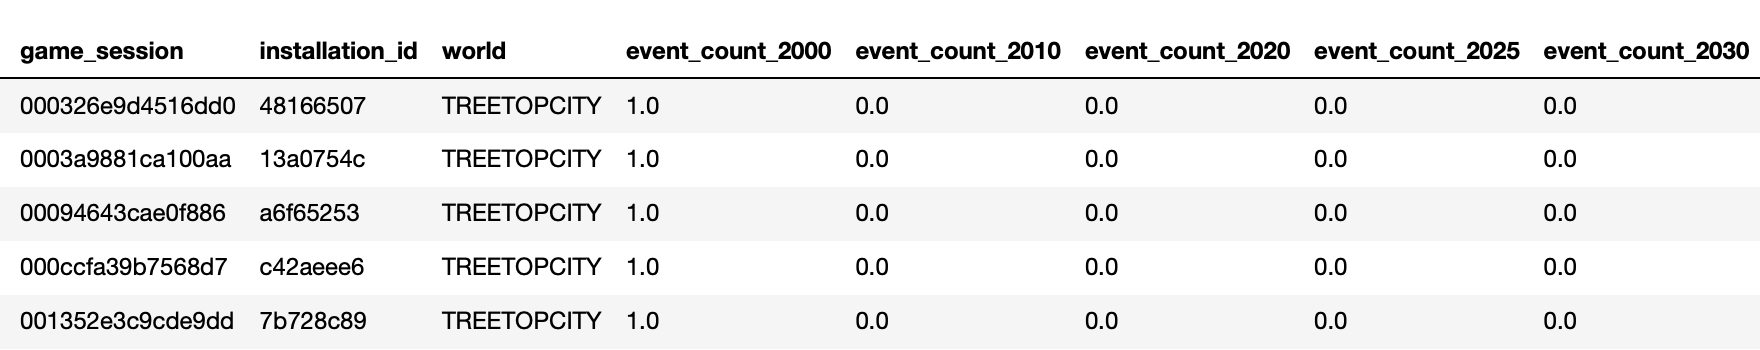 game_session installation_id world event_count_2000 event_count_2010 event_count_2020 event_count_2025 event_count_2030
000326e9d4516dd0 48166507 TREETOPCITY 1.0 0.0 0.0 0.0 0.0
0003a9881ca100aa 13a0754c TREETOPCITY 1.0 0.0 0.0 0.0 0.0
00094643cae0f886 a6f65253 TREETOPCITY 1.0 0.0 0.0 0.0 0.0
000ccfa39b7568d7 c42aeee6 TREETOPCITY 1.0 0.0 0.0 0.0 0.0
001352e3c9cde9dd 7b728c89 TREETOPCITY 1.0 0.0 0.0 0.0 0.0